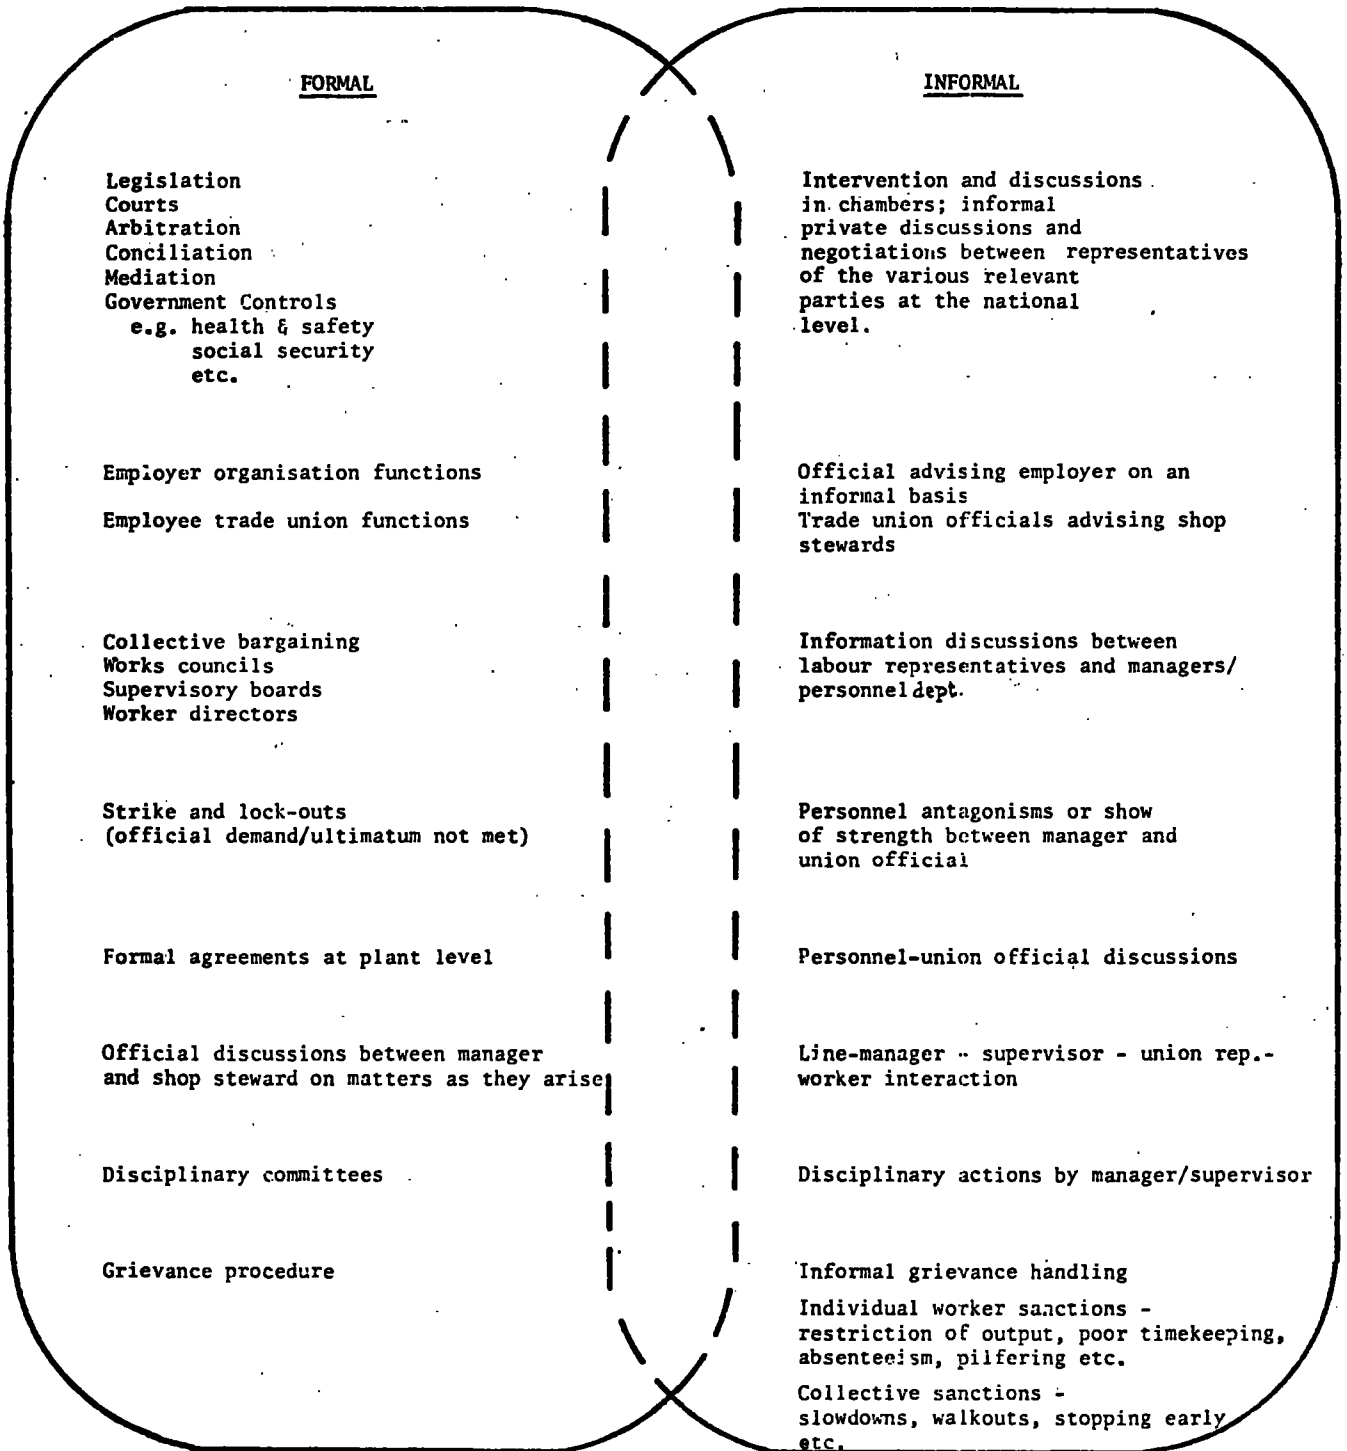 FORMAL
Legislation
Courts
Arbitration
Conciliation
Mediation
Government Controls
e.g. health & safety
social security
etc.
Employer organisation functions
Employee trade union functions
Collective bargaining
Works councils
Supervisory boards
Worker directors
Strike and lock-outs
(official demand/ultimatum not met)
Formal agreements at plant level
Official discussions between manager
and shop steward on matters as they arise
Disciplinary committees
Grievance procedure
INFORMAL
Intervention and discussions
in chambers; informal
private discussions and
negotiations between representatives
of the various relevant
parties at the national
level.
Official advising employer on an
informal basis
Trade union officials advising shop
stewards
Information discussions between
labour representatives and managers/
personnel dept.
Personnel antagonisms or show
of strength between manager and
union official
Personnel-union official discussions
Line-manager - supervisor - union rep.-
worker interaction
Disciplinary actions by manager/supervisor
Informal grievance handling
Individual worker sanctions -
restriction of output, poor timekeeping,
absenteeism, pilfering etc.
Collective sanctions -
slowdowns, walkouts, stopping early
etc.